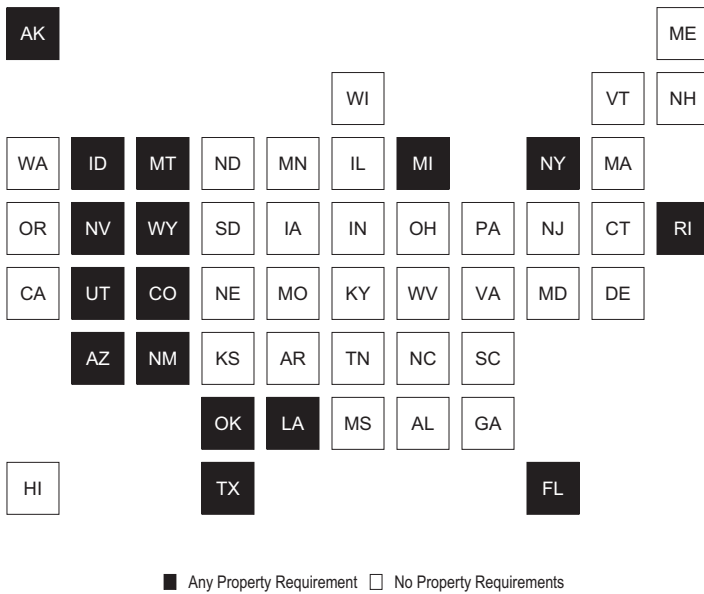 AK ME
WI VT NH
WA ID MT ND MN IL MI NY MA
OR NV WY SD IA IN OH PA NJ CT RI
CA UT CO NE MO KY WV VA MD DE
AZ NM KS AR TN NC SC
OK LA MS AL GA
HI TX FL
Any Property Requirement No Property Requirements